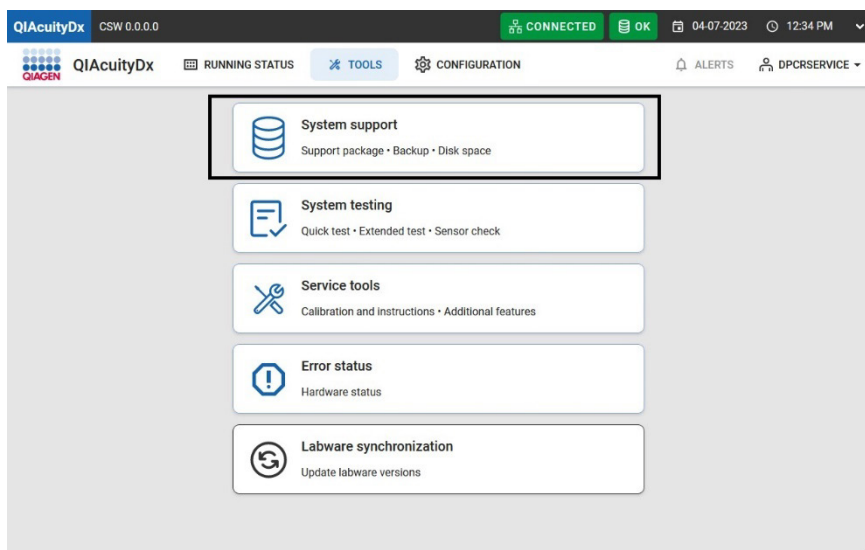 QIAcuityDx CSW 0.0.0.0 CONNECTED OK 04-07-2023 12:34 PM
QIAGEN QIAcuityDx RUNNING STATUS TOOLS CONFIGURATION ALERTS DPCRSERVICE
System support
Support package • Backup • Disk space
System testing
Quick test • Extended test • Sensor check
Service tools
Calibration and instructions • Additional features
Error status
Hardware status
Labware synchronization
Update labware versions